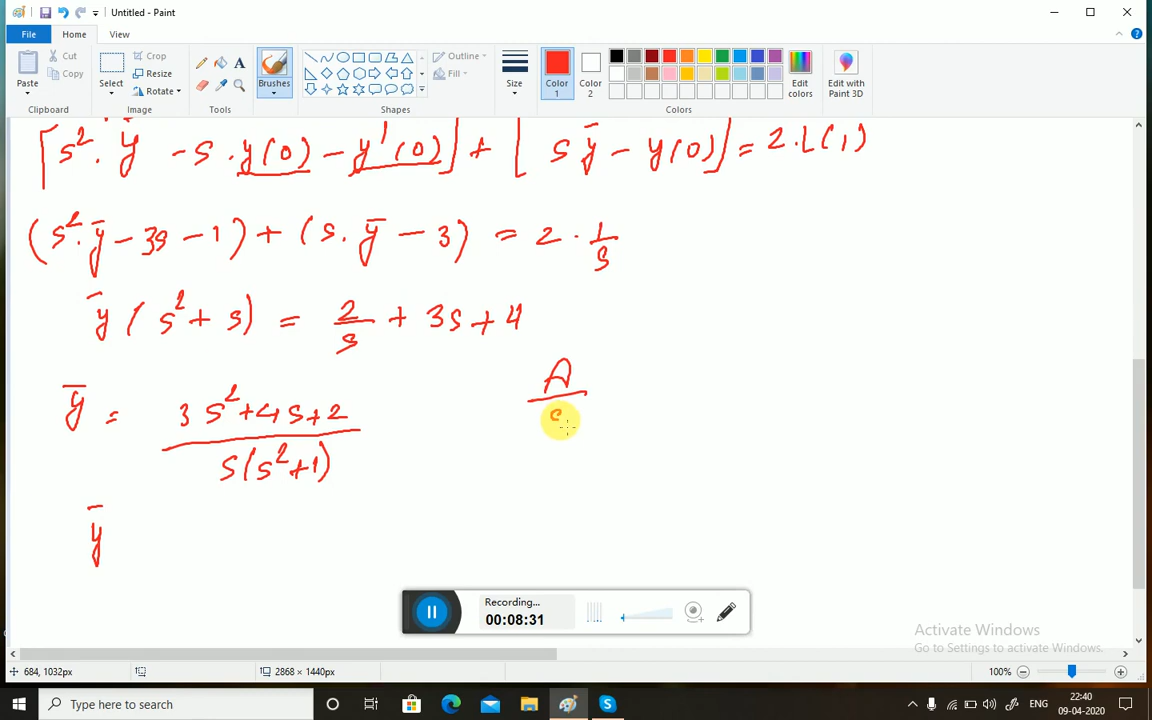 Untitled - Paint
File Home View
Paste Cut Copy
Select Crop Resize Rotate
A
Brushes
Outline Fill
Size
Color 1
Color 2
Edit colors
Edit with Paint 3D
Clipboard Image Tools Shapes Colors
[s². ȳ - s . y(0) - y'(0)] + [ sȳ - y(0)] = 2.L(1)
(s². ȳ - 3s - 1) + (s. ȳ - 3) = 2 . 1/s
ȳ ( s² + s) = 2/s + 3s + 4
A
s
ȳ = 3s²+4s+2 / s(s²+1)
ȳ
Recording...
00:08:31
Activate Windows
Go to Settings to activate Windows.
684, 1032px 2868 × 1440px 100%
Type here to search
ENG
22:40
09-04-2020